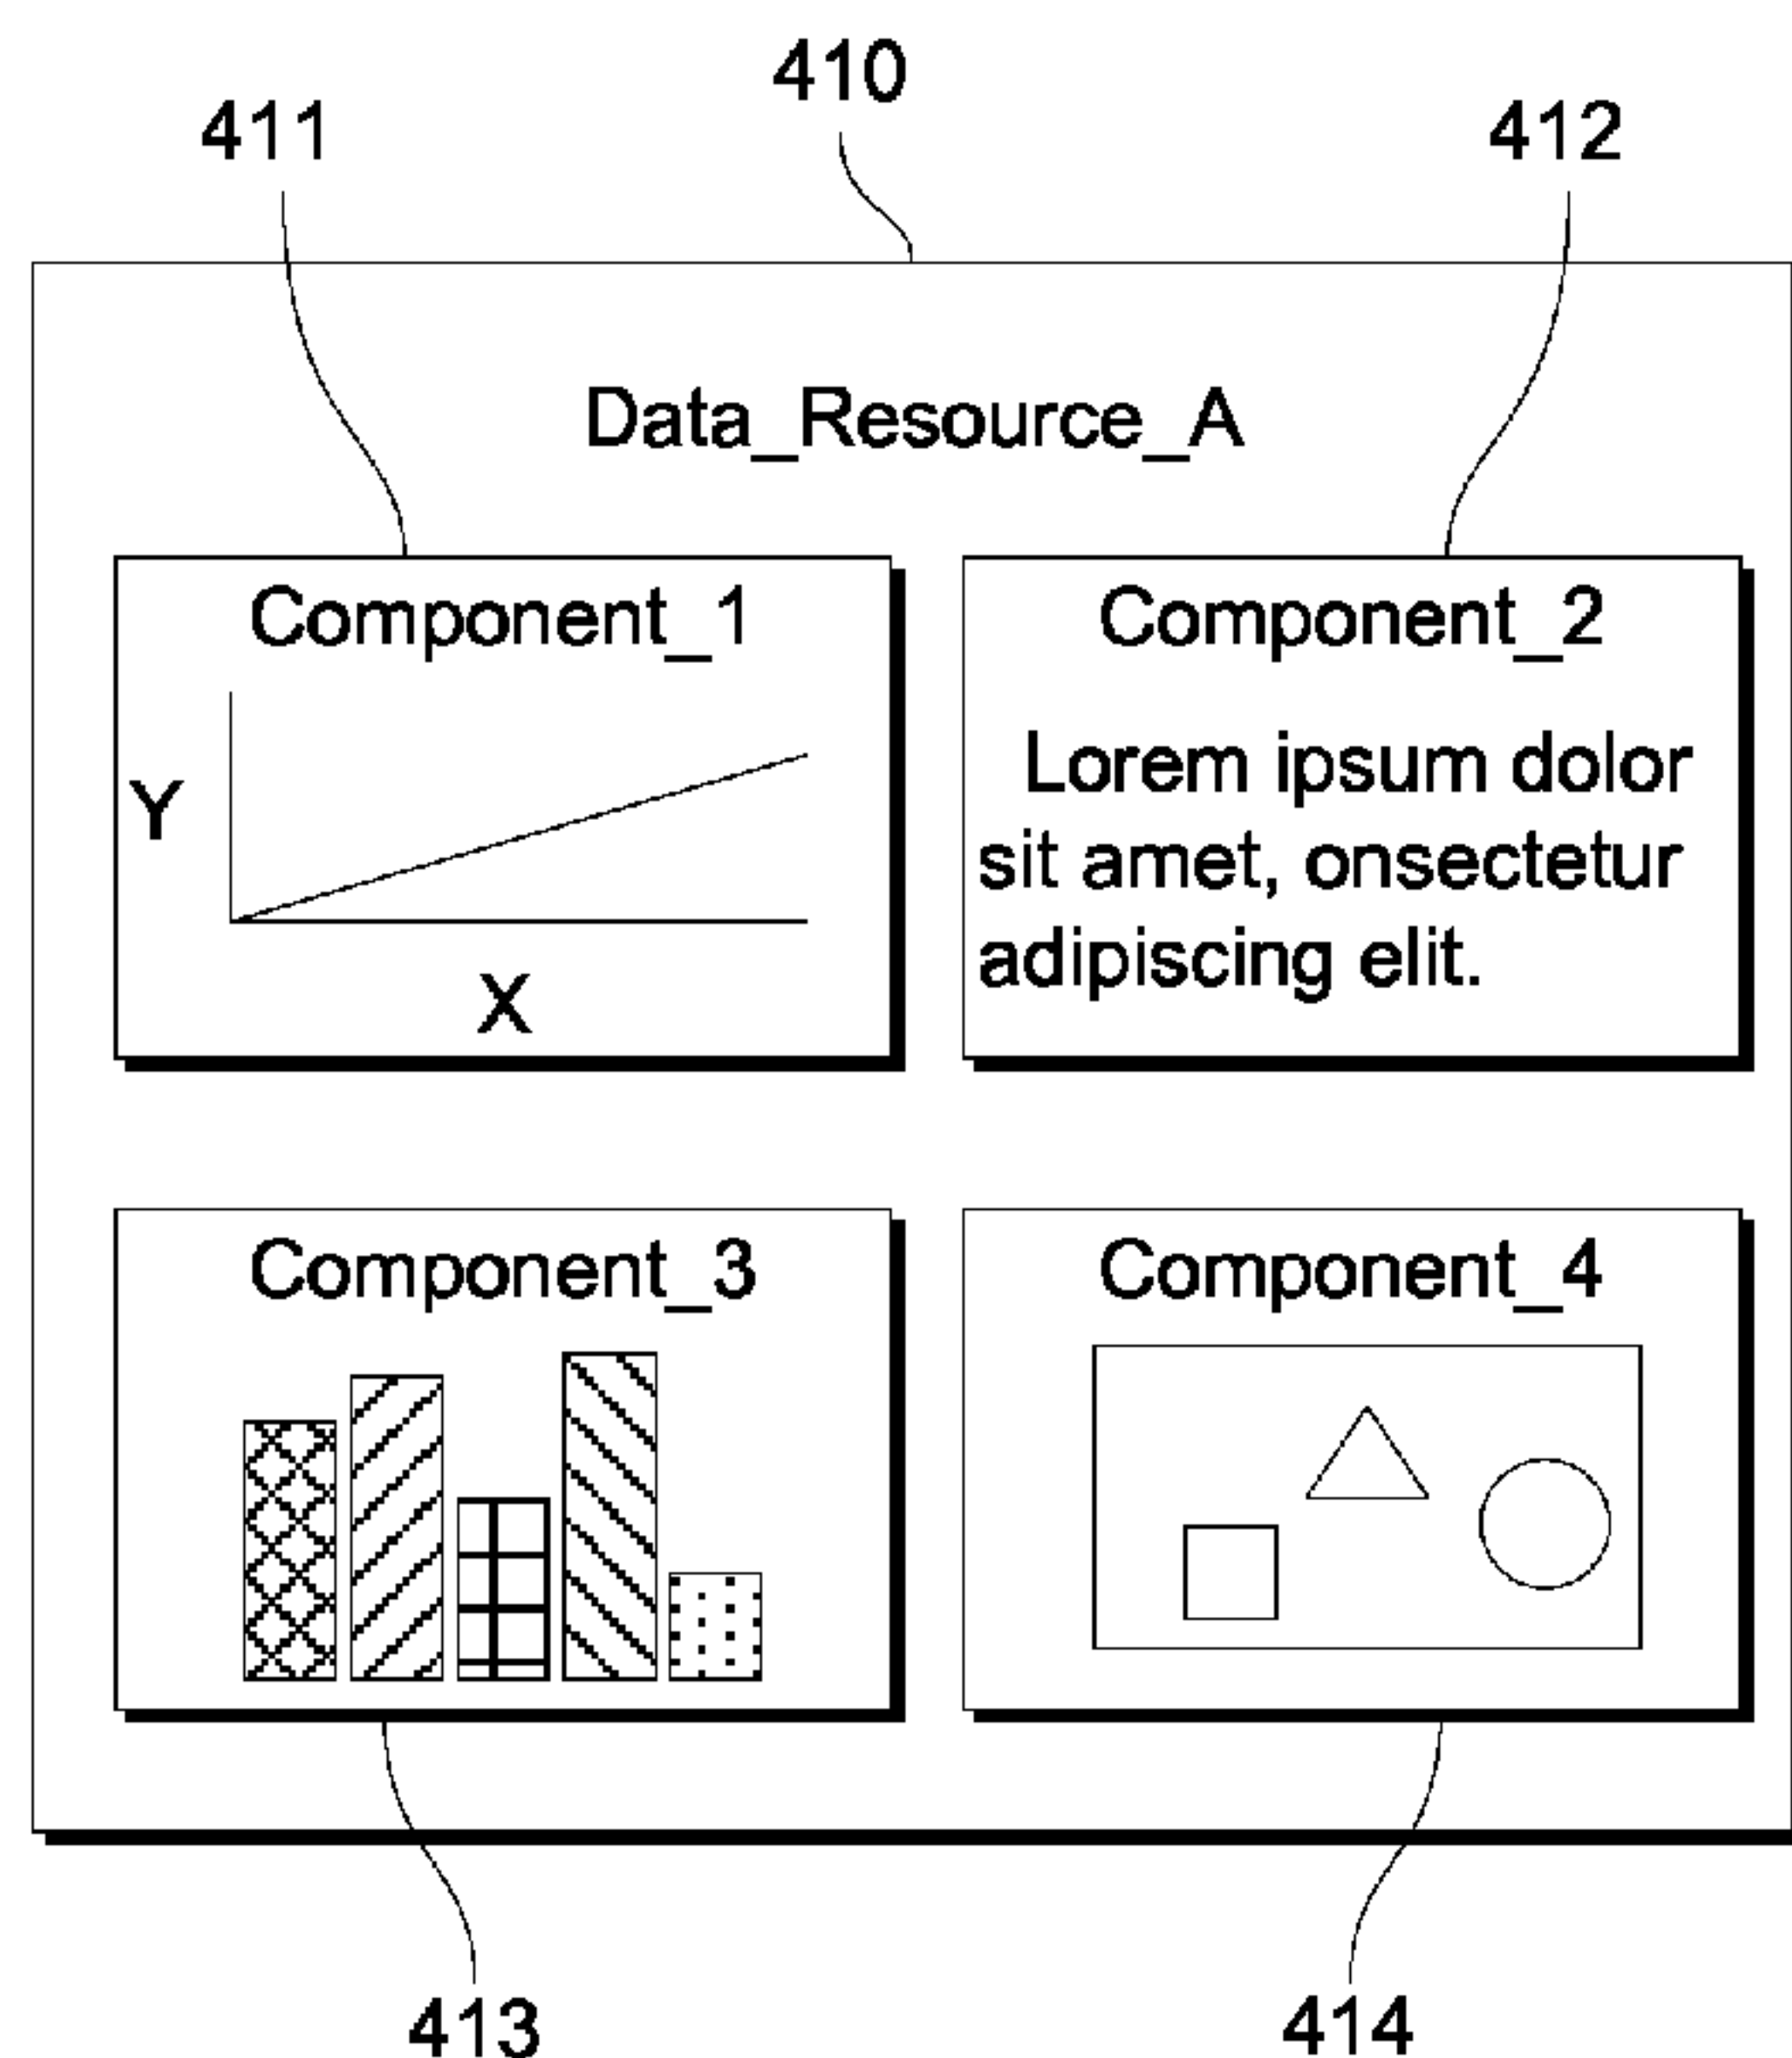 410
411
412
Data_Resource_A
Component_1
Y
X
Component_2
Lorem ipsum dolor
sit amet, onsectetur
adipiscing elit.
Component_3
Component_4
413
414